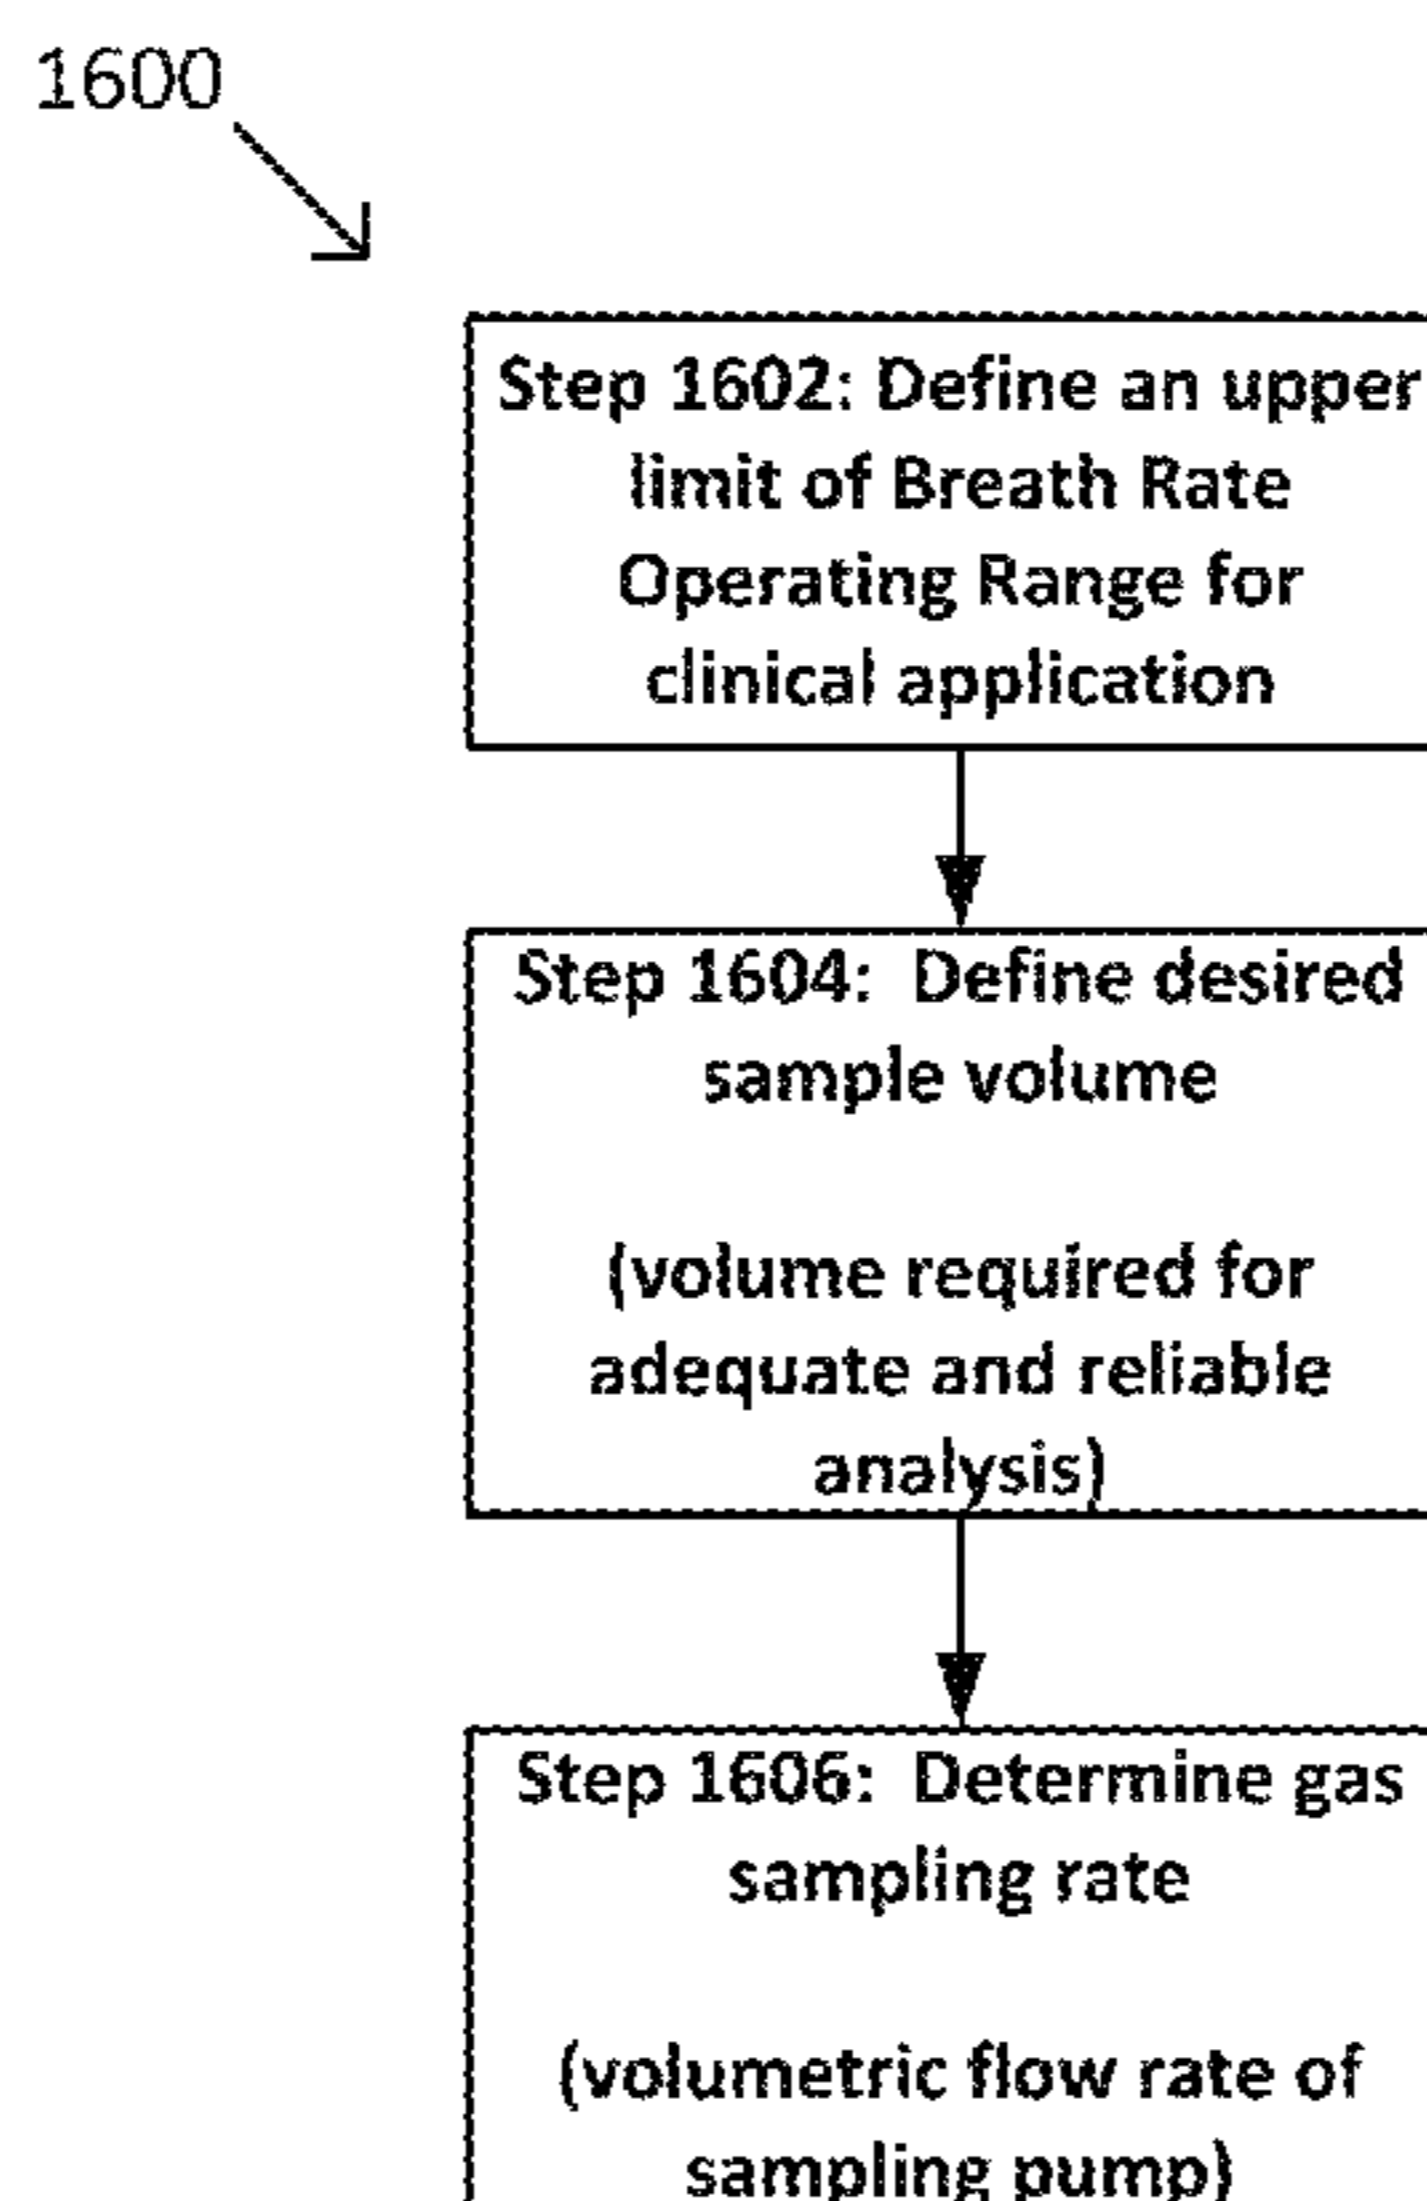 1600
Step 1602: Define an upper
limit of Breath Rate
Operating Range for
clinical application
Step 1604: Define desired
sample volume
(volume required for
adequate and reliable
analysis)
Step 1606: Determine gas
sampling rate
(volumetric flow rate of
sampling pump)